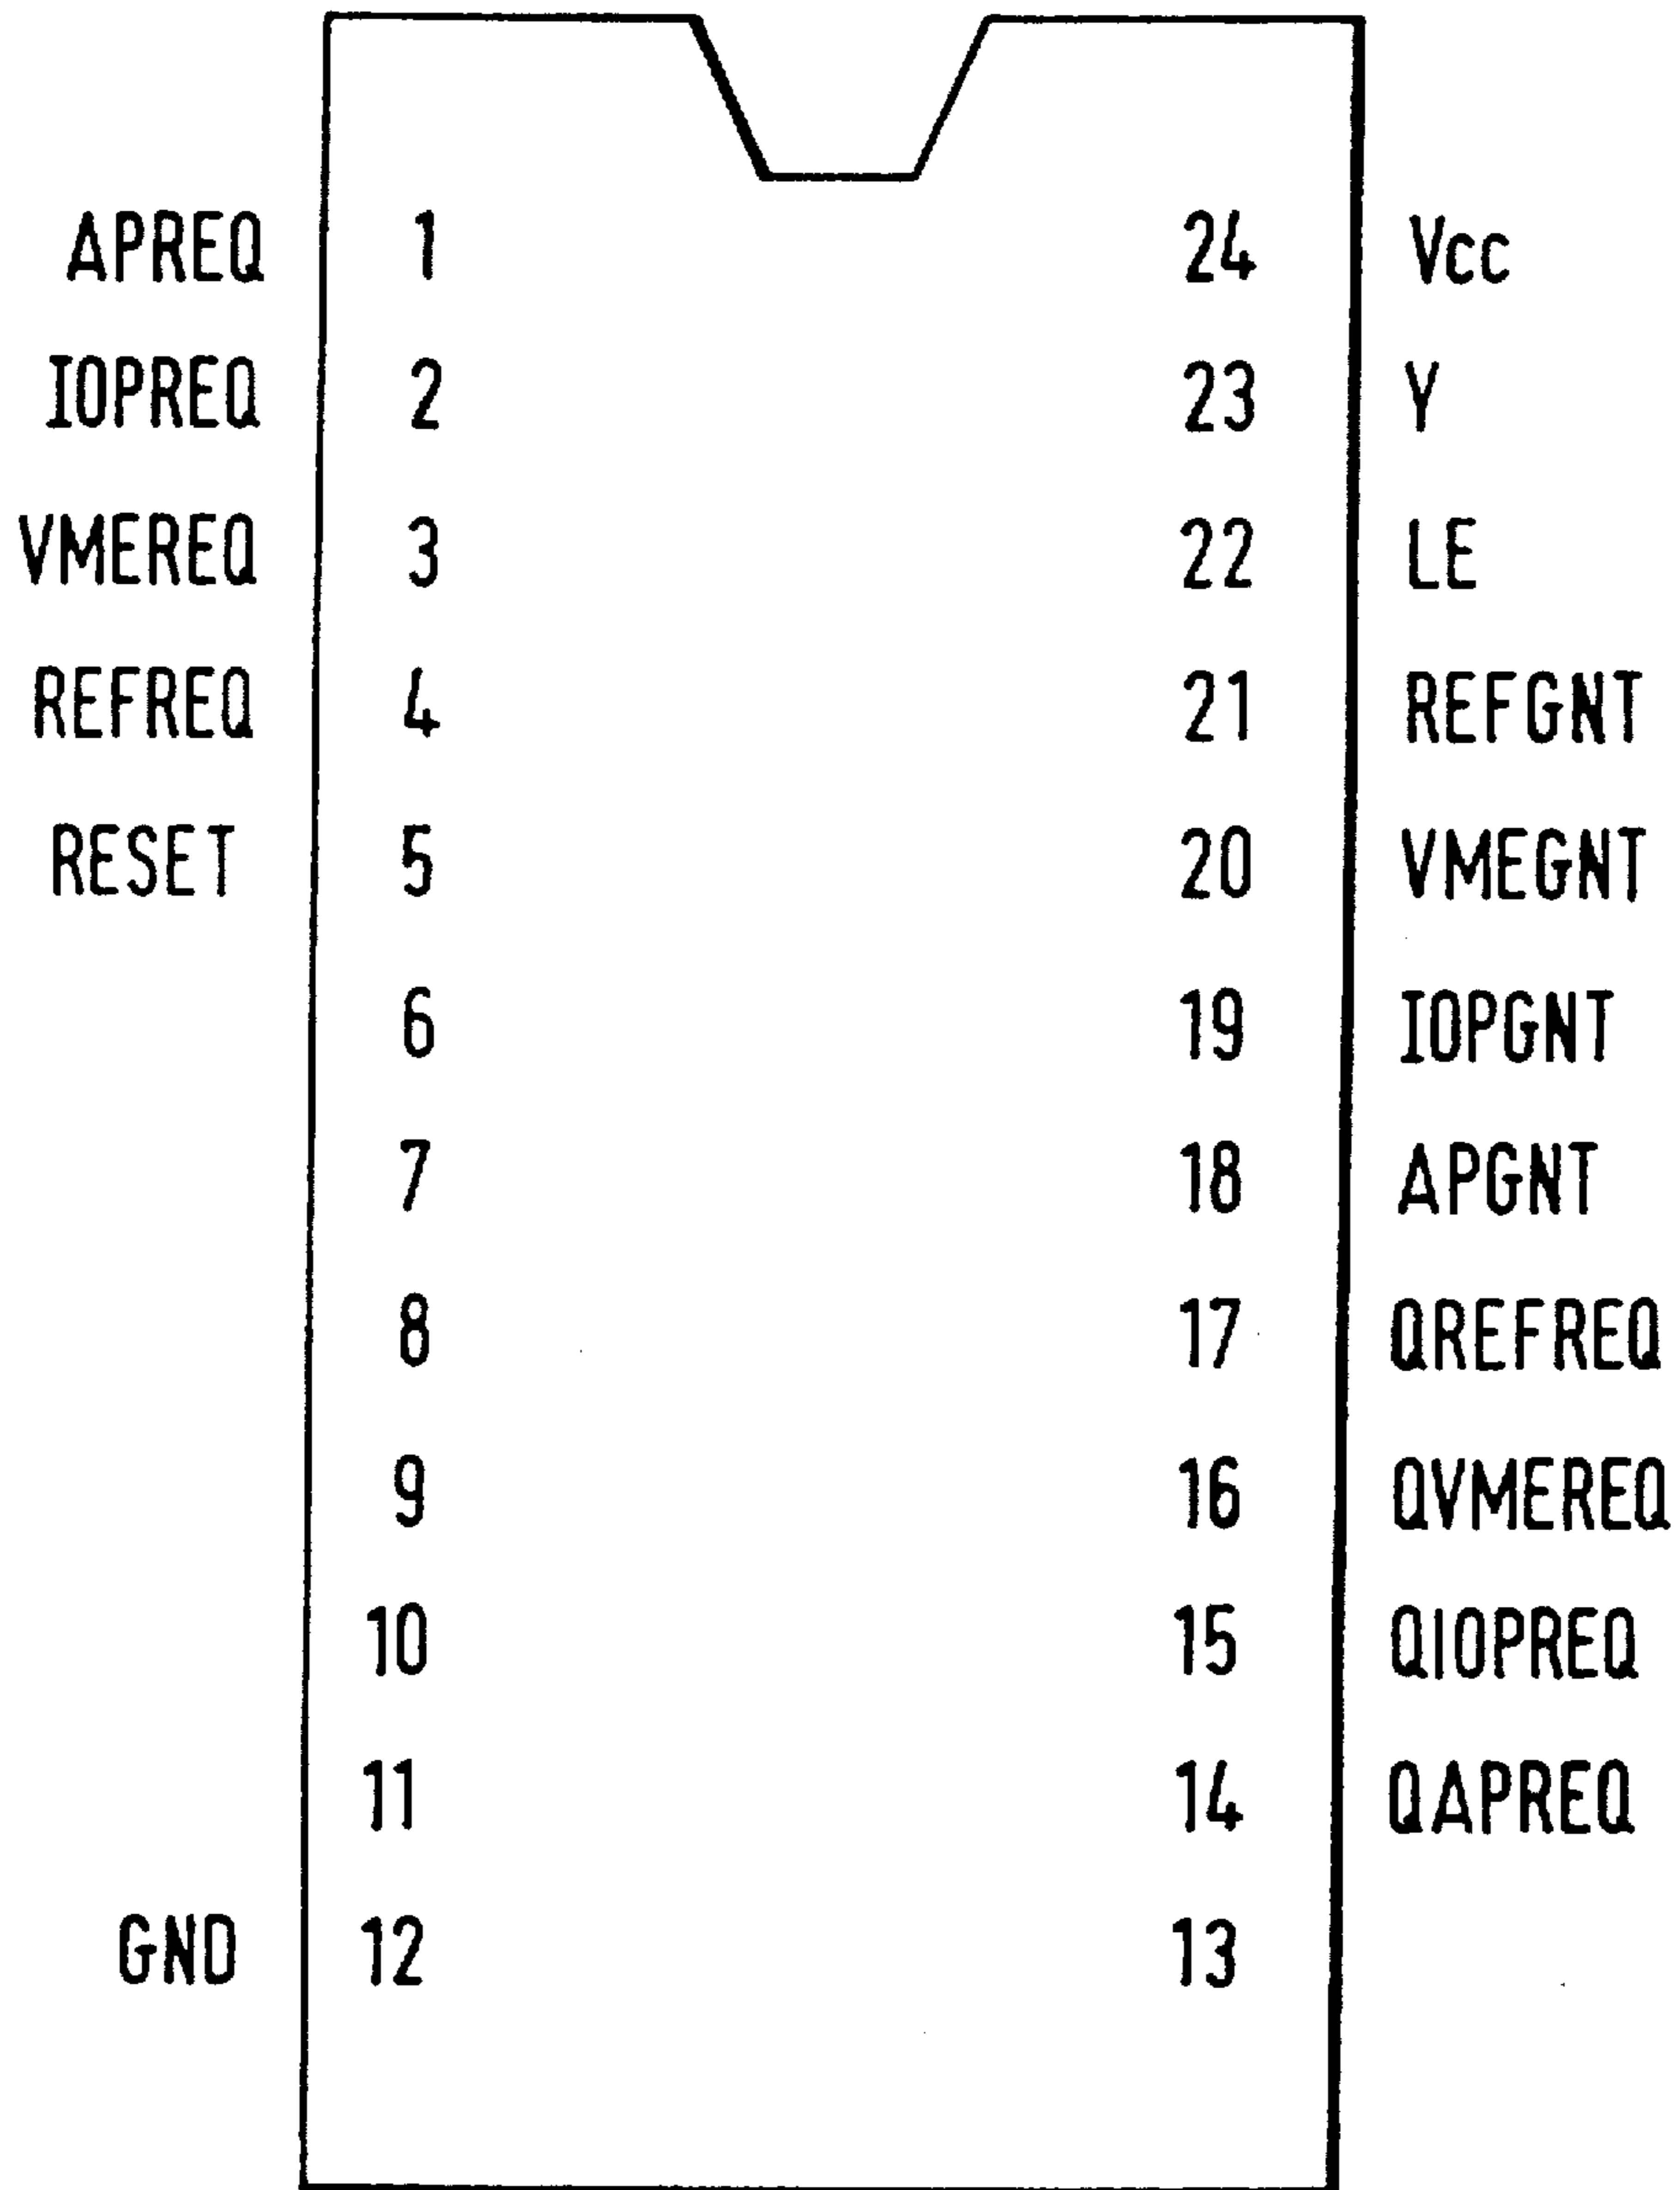 APREQ 1 24 Vcc
IOPREQ 2 23 Y
VMEREQ 3 22 LE
REFREQ 4 21 REFGNT
RESET 5 20 VMEGNT
6 19 IOPGNT
7 18 APGNT
8 17 QREFREQ
9 16 QVMEREQ
10 15 QIOPREQ
11 14 QAPREQ
GND 12 13